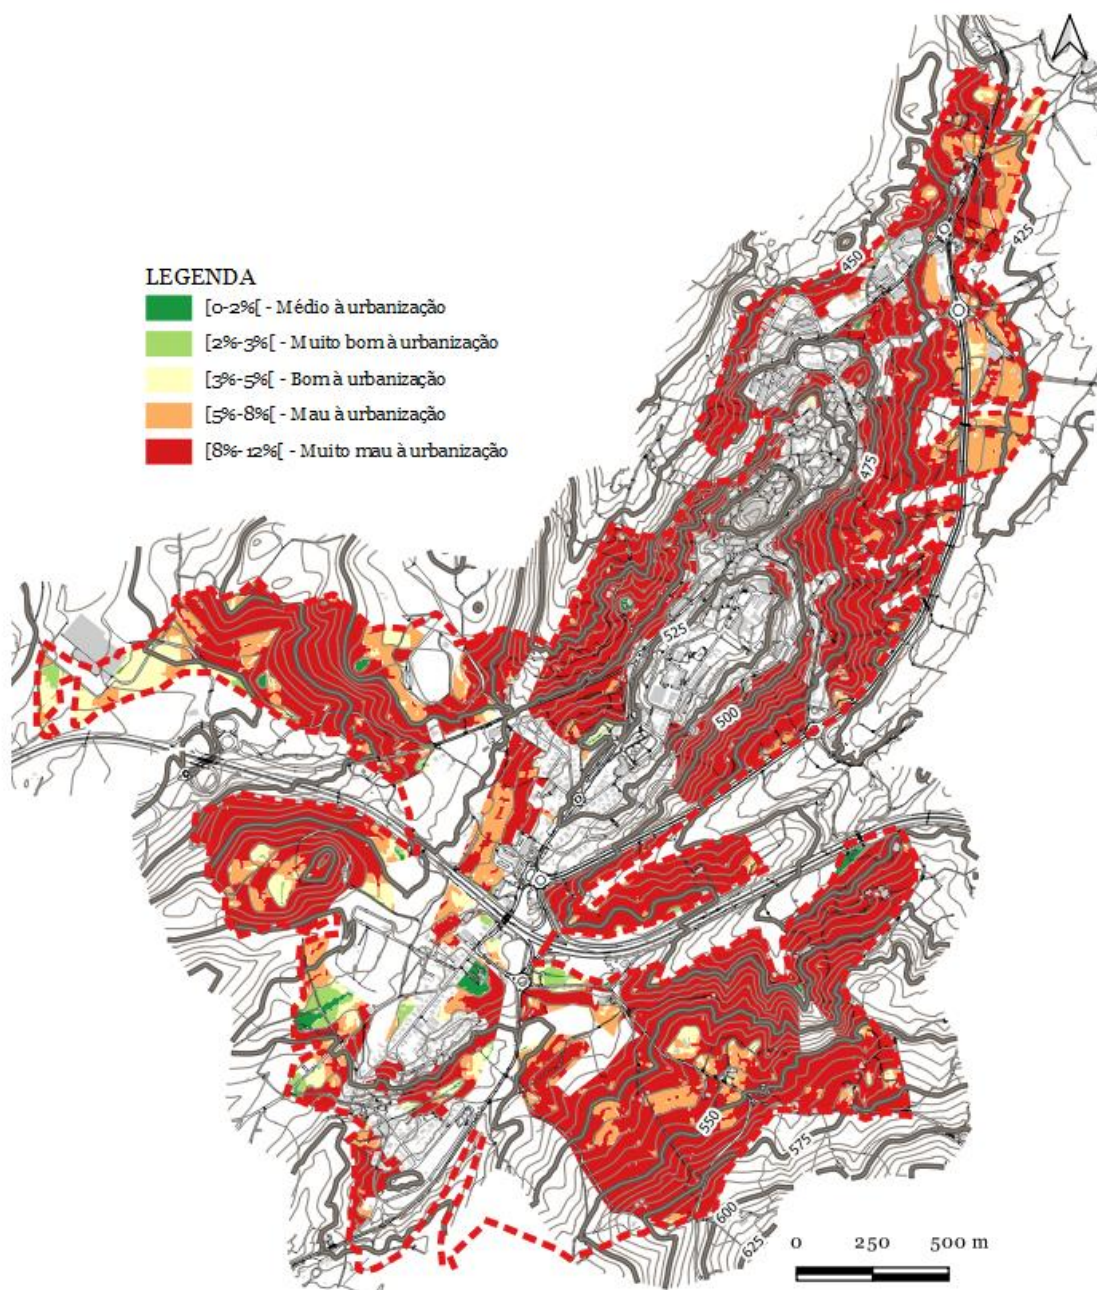 425
450
LEGENDA
[0-2%[ - Médio à urbanização
[2%-3%[ - Muito bom à urbanização
[3%-5%[ - Bom à urbanização
[5%-8%[ - Mau à urbanização
[8%-12%[ - Muito mau à urbanização
475
525
500
550
575
600
625
0 250 500 m